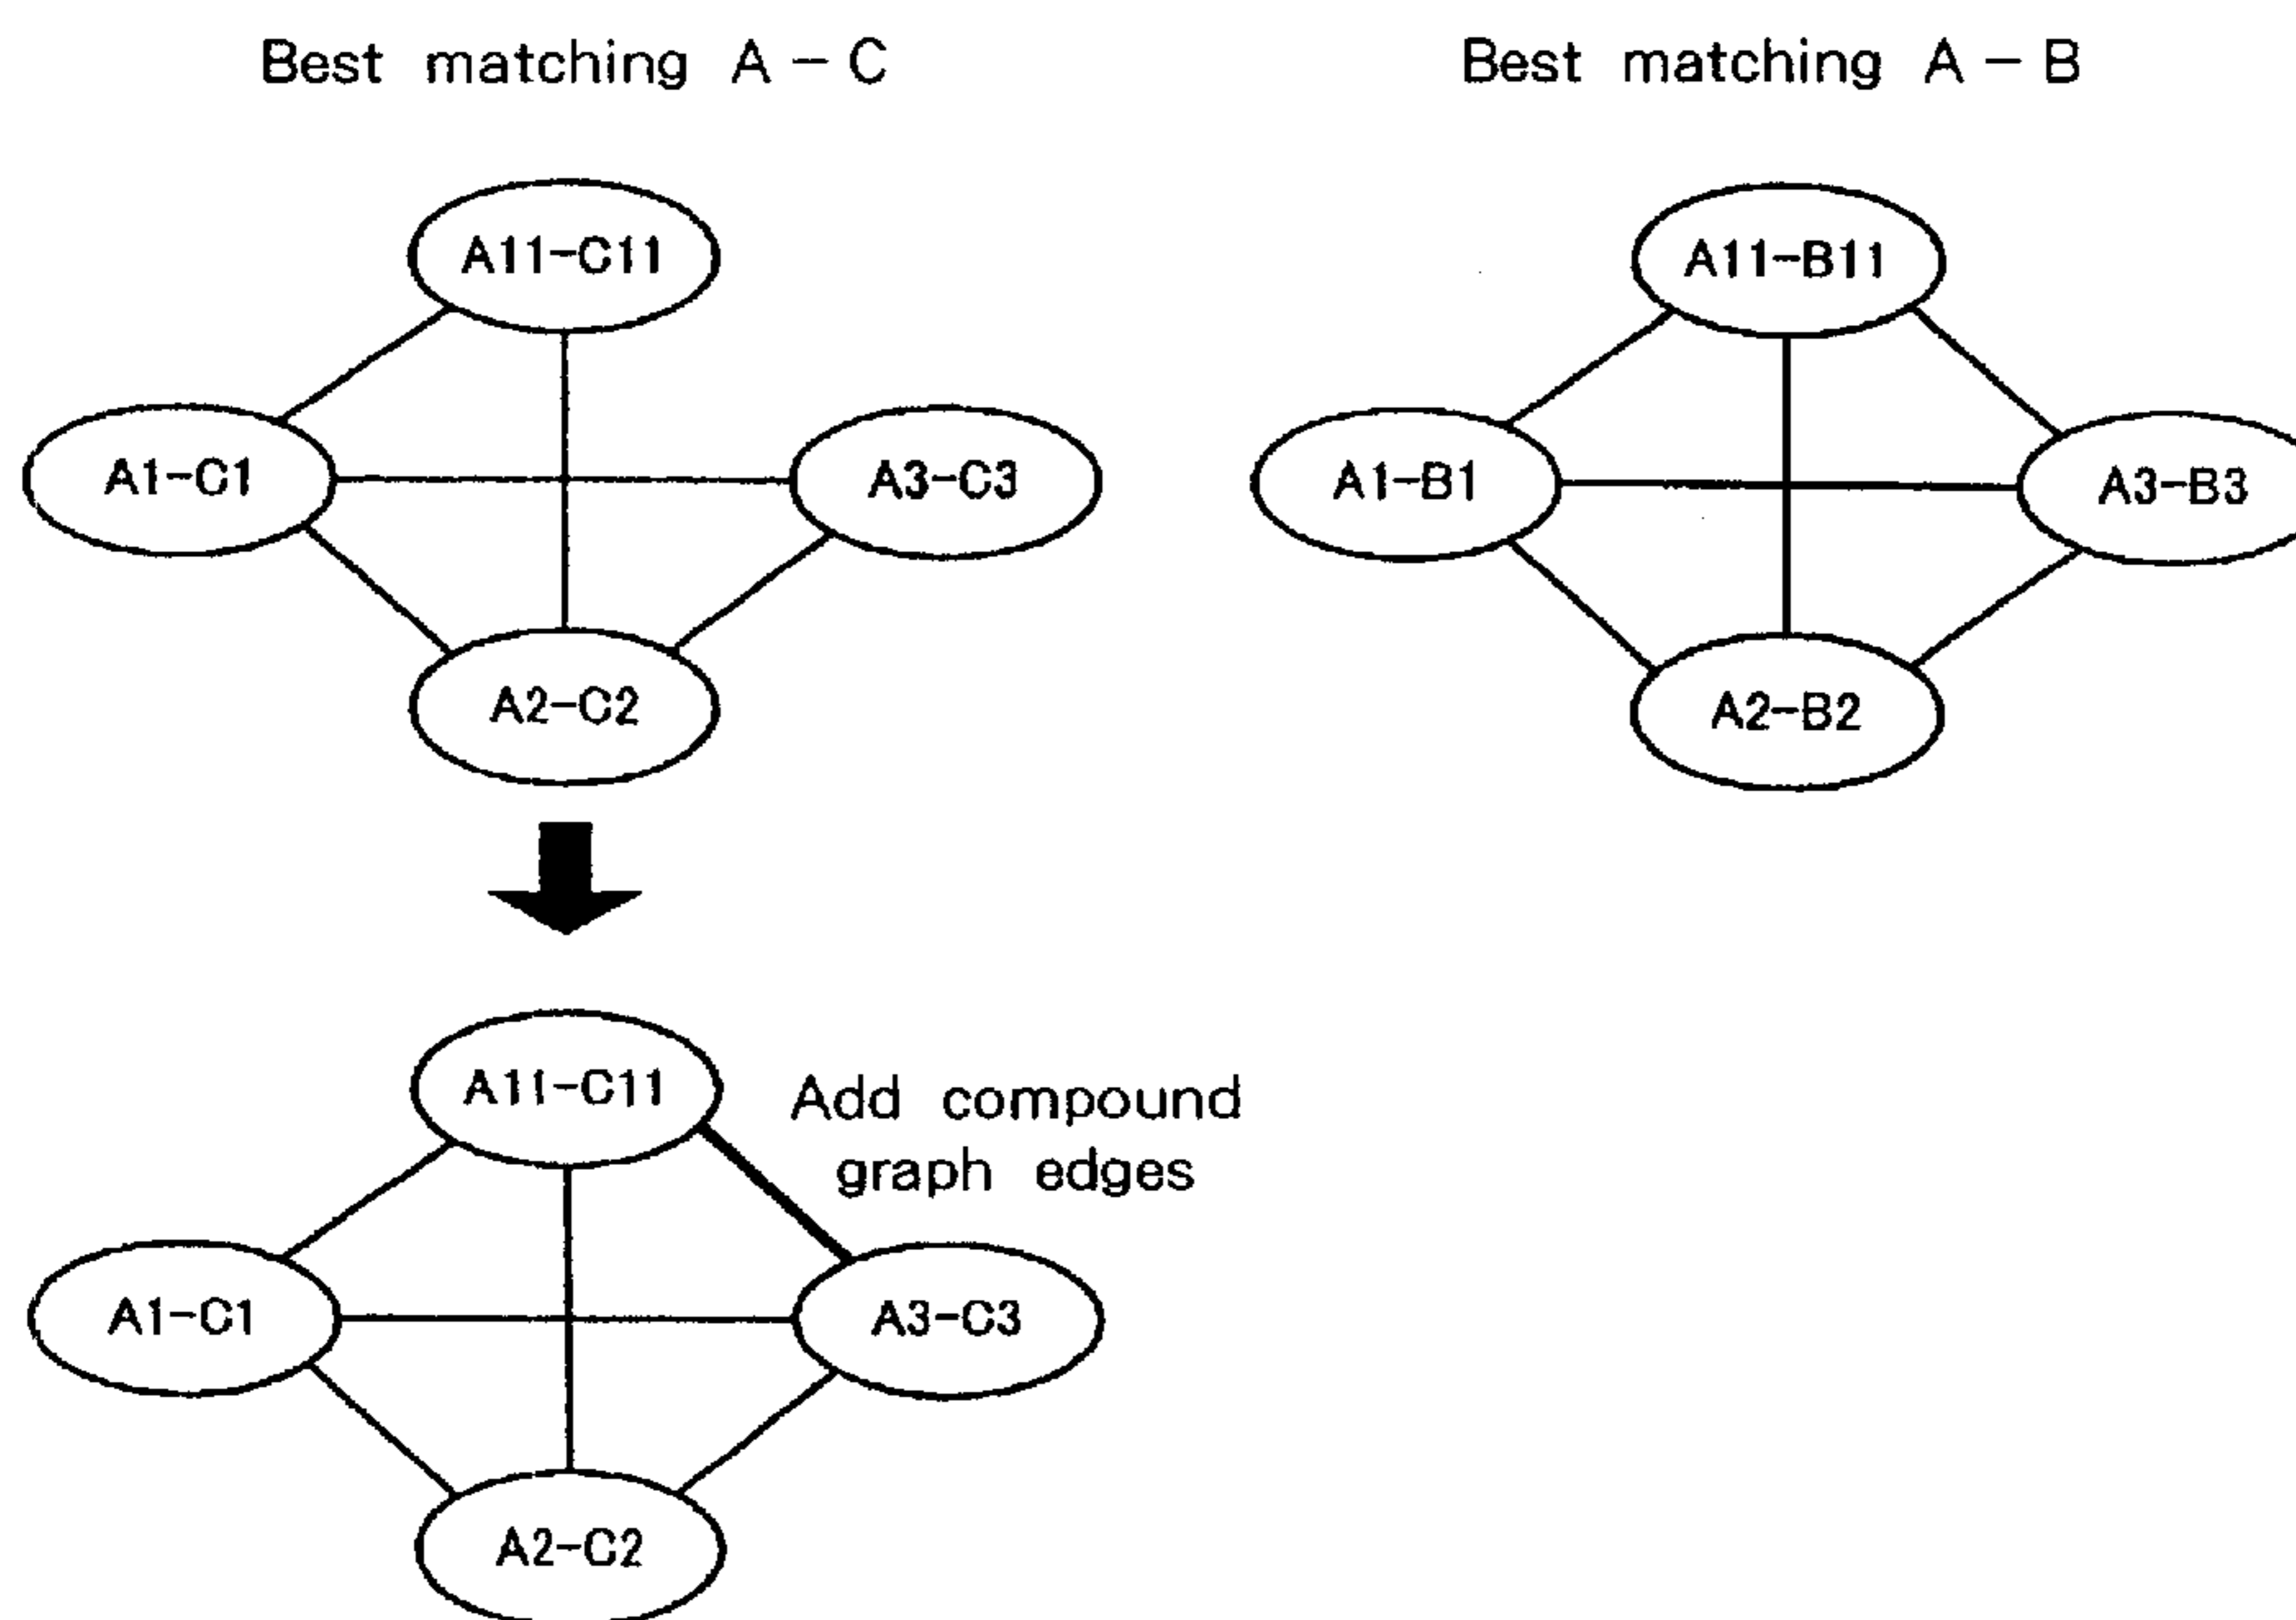 Best matching A - C
Best matching A - B
A11-C11
A1-C1
A3-C3
A2-C2
A11-B11
A1-B1
A3-B3
A2-B2
A11-C11
Add compound
graph edges
A1-C1
A3-C3
A2-C2